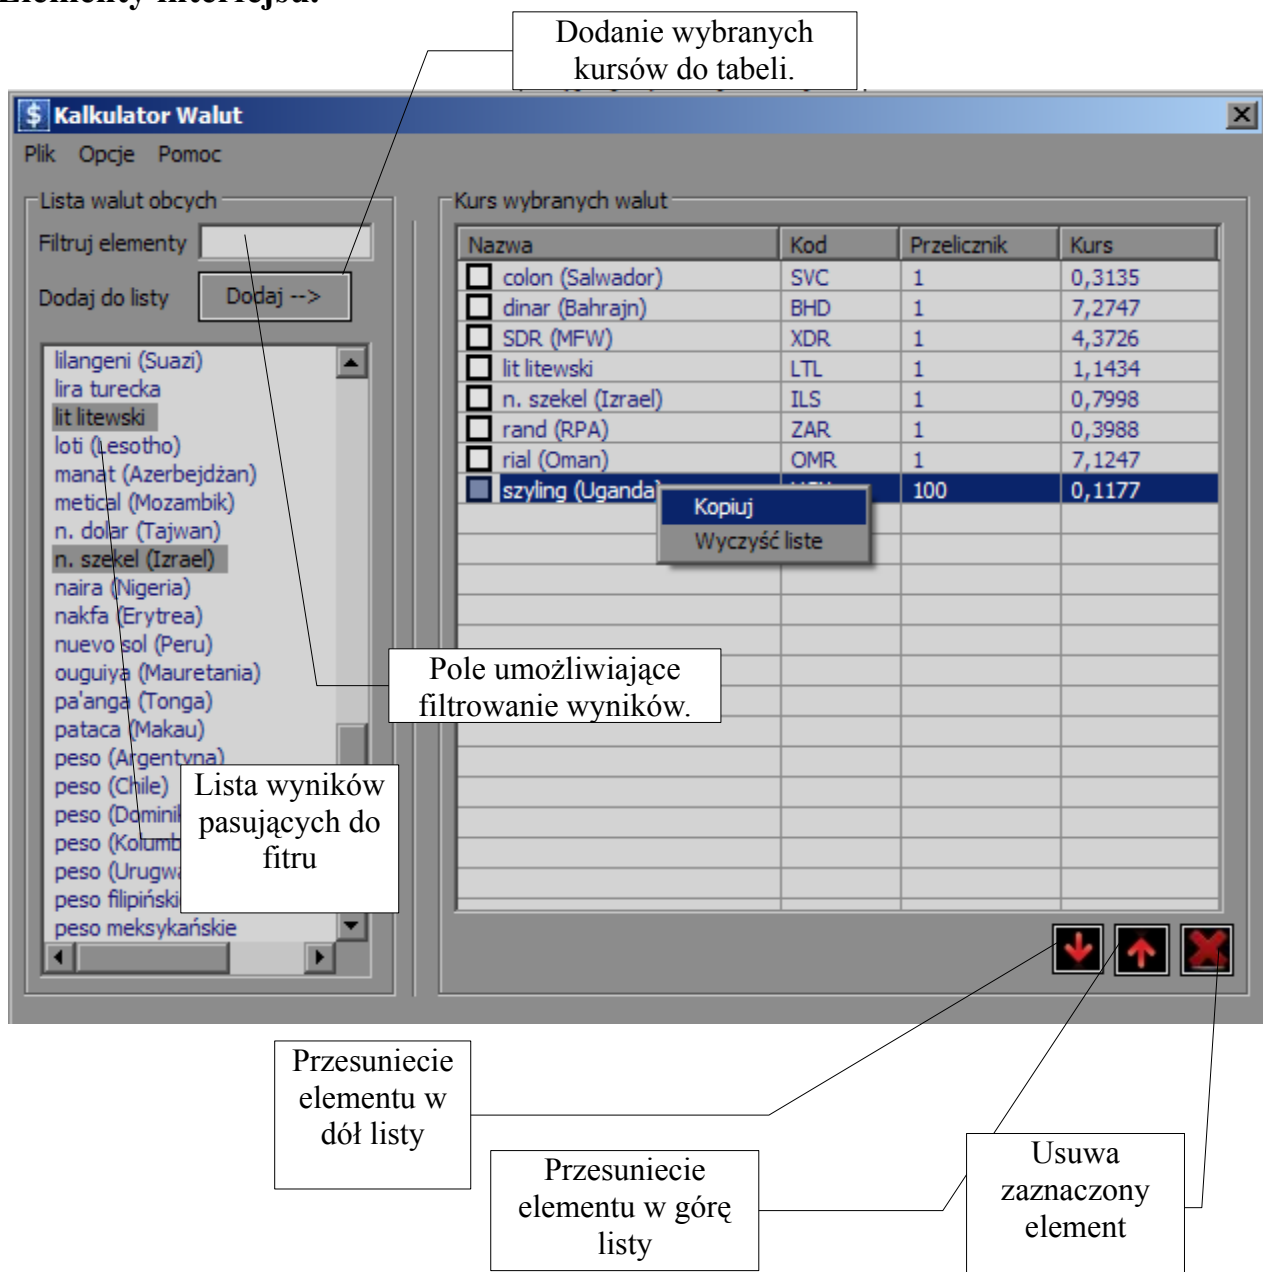 Elementy interfejsu:
Dodanie wybranych
kursów do tabeli.
Kalkulator Walut
Plik Opcje Pomoc
Lista walut obcych
Filtruj elementy
Dodaj do listy Dodaj -->
lilangeni (Suazi)
lira turecka
lit litewski
loti (Lesotho)
manat (Azerbejdżan)
metical (Mozambik)
n. dolar (Tajwan)
n. szekel (Izrael)
naira (Nigeria)
nakfa (Erytrea)
nuevo sol (Peru)
ouguiya (Mauretania)
pa'anga (Tonga)
pataca (Makau)
peso (Argentyna)
peso (Chile)
peso
peso
peso
peso filipińskie
peso meksykańskie
Kurs wybranych walut
Nazwa Kod Przelicznik Kurs
colon (Salwador) SVC 1 0,3135
dinar (Bahrajn) BHD 1 7,2747
SDR (MFW) XDR 1 4,3726
lit litewski LTL 1 1,1434
n. szekel (Izrael) ILS 1 0,7998
rand (RPA) ZAR 1 0,3988
rial (Oman) OMR 1 7,1247
szyling (Uganda) 100 0,1177
Kopiuj
Wyczyść liste
Pole umożliwiające
filtrowanie wyników.
Lista wyników
pasujących do
fitru
Przesuniecie
elementu w
dół listy
Przesuniecie
elementu w górę
listy
Usuwa
zaznaczony
element